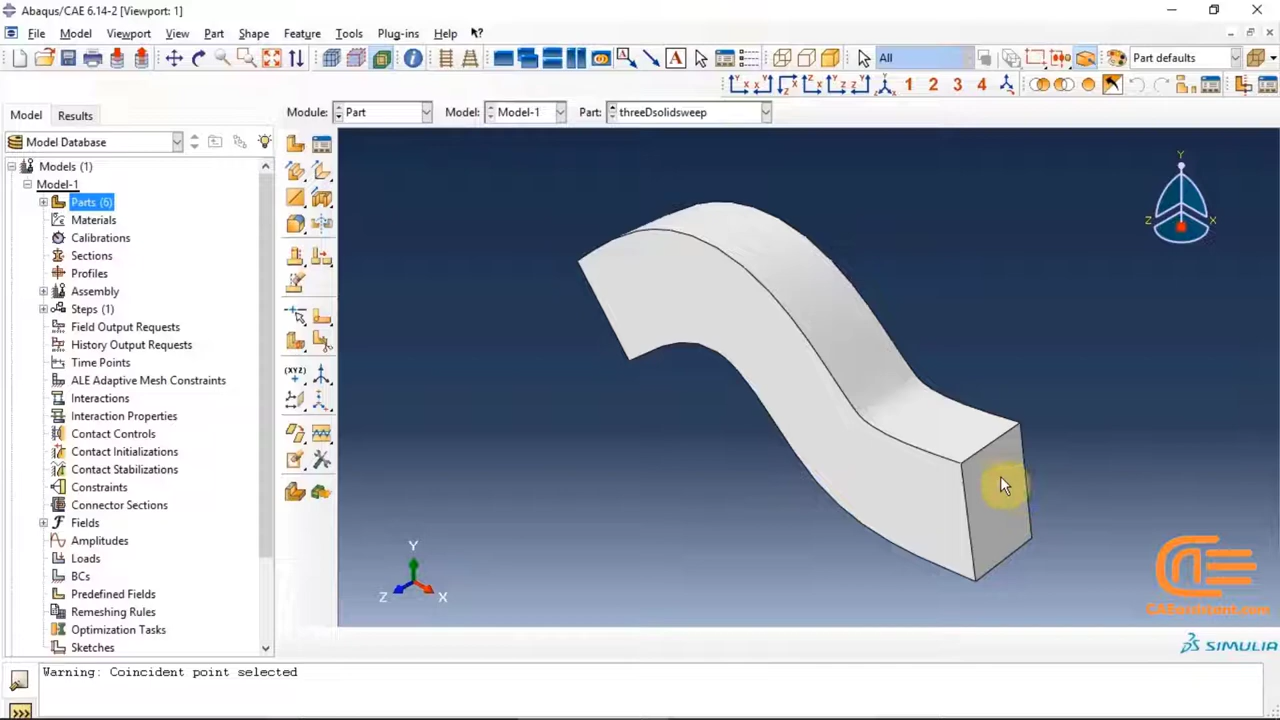 Abaqus/CAE 6.14-2 [Viewport: 1]
File Model Viewport View Part Shape Feature Tools Plug-ins Help
All
Part defaults
1 2 3 4
Model Results
Module: Part Model: Model-1 Part: threeDsolidsweep
Model Database
Models (1)
Model-1
Parts (6)
Materials
Calibrations
Sections
Profiles
Assembly
Steps (1)
Field Output Requests
History Output Requests
Time Points
ALE Adaptive Mesh Constraints
Interactions
Interaction Properties
Contact Controls
Contact Initializations
Contact Stabilizations
Constraints
Connector Sections
Fields
Amplitudes
Loads
BCs
Predefined Fields
Remeshing Rules
Optimization Tasks
Sketches
(XYZ)
Y
Z X
Y
Z X
CAEassistant.com
SIMULIA
Warning: Coincident point selected